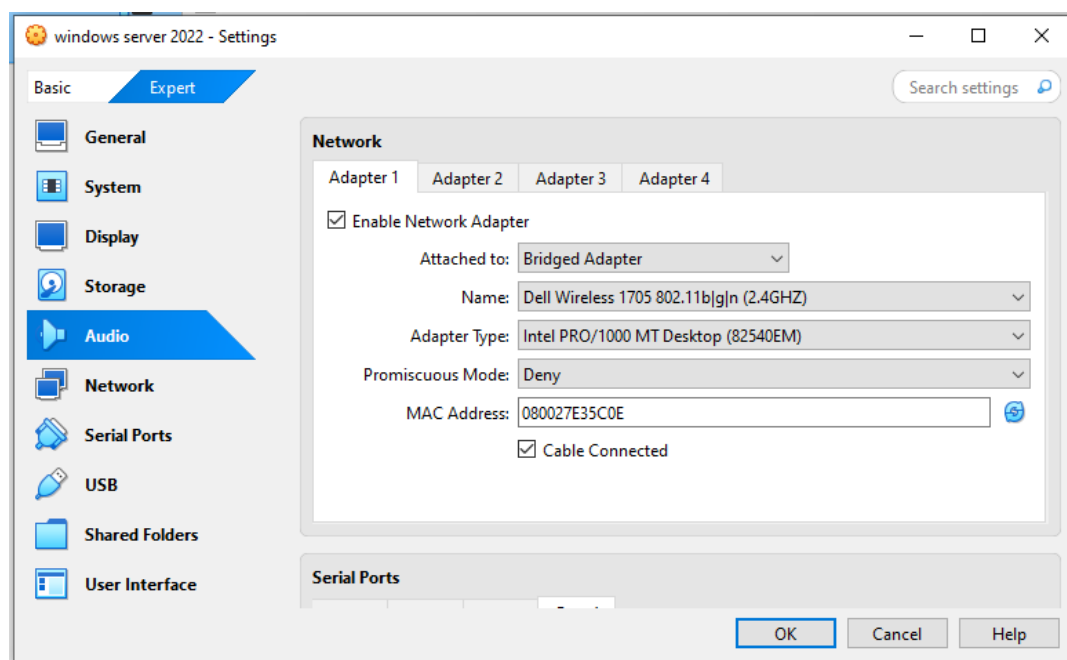 windows server 2022 - Settings
Basic Expert Search settings
General
System
Display
Storage
Audio
Network
Serial Ports
USB
Shared Folders
User Interface
Network
Adapter 1 Adapter 2 Adapter 3 Adapter 4
Enable Network Adapter
Attached to: Bridged Adapter
Name: Dell Wireless 1705 802.11b|g|n (2.4GHZ)
Adapter Type: Intel PRO/1000 MT Desktop (82540EM)
Promiscuous Mode: Deny
MAC Address: 080027E35C0E
Cable Connected
Serial Ports
OK Cancel Help